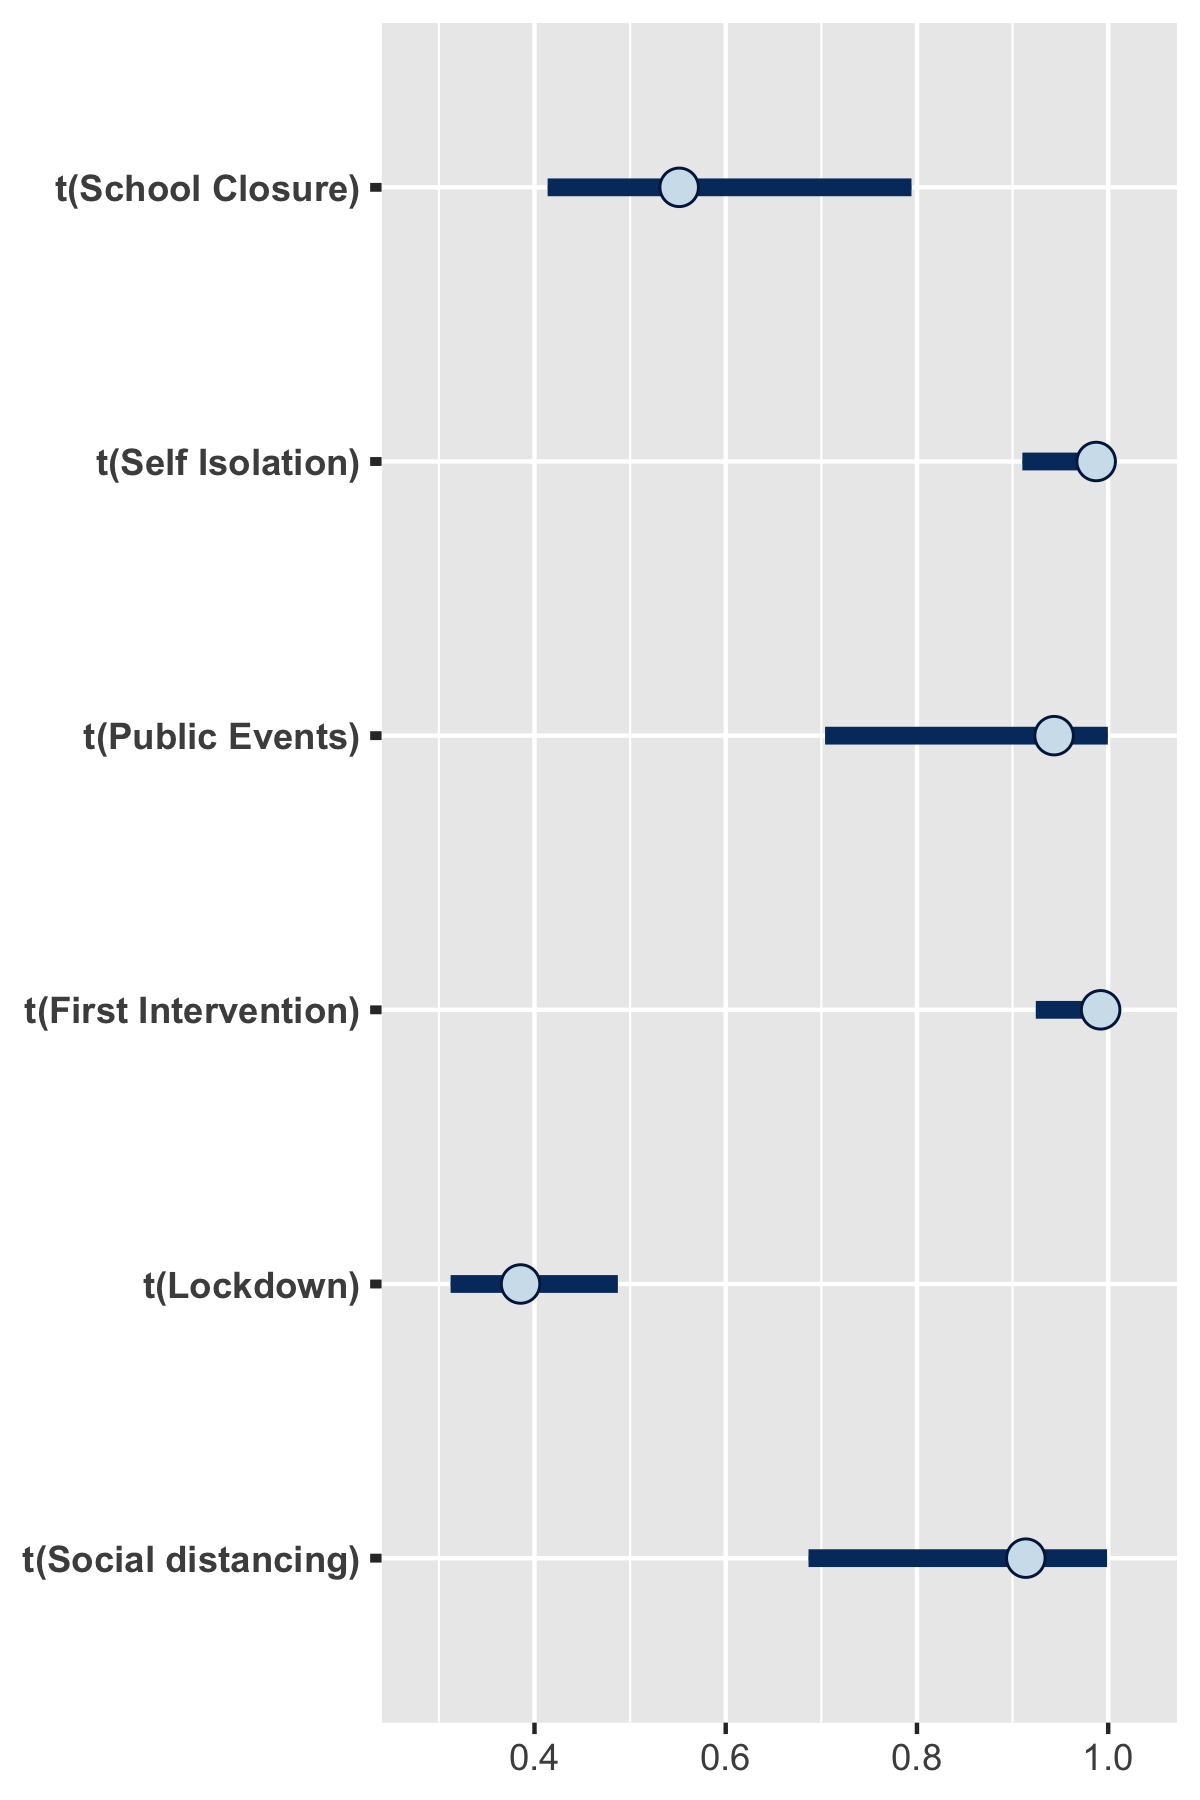 t(School Closure)
t(Self Isolation)
t(Public Events)
t(First Intervention)
t(Lockdown)
t(Social distancing)
0.4 0.6 0.8 1.0